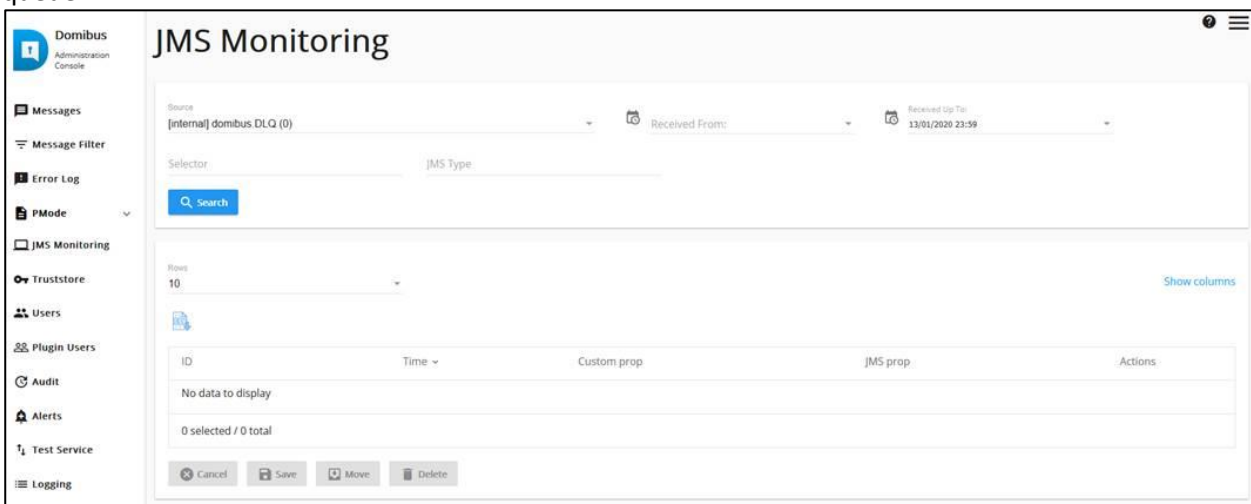 Domibus
Administration
Console
JMS Monitoring
Messages
Message Filter
Error Log
PMode
JMS Monitoring
Truststore
Users
Plugin Users
Audit
Alerts
Test Service
Logging
Source
[internal] domibus.DLQ (0)
Received From:
Received Up To:
13/01/2020 23:59
Selector
JMS Type
Search
Rows
10
Show columns
ID Time Custom prop JMS prop Actions
No data to display
0 selected / 0 total
Cancel Save Move Delete